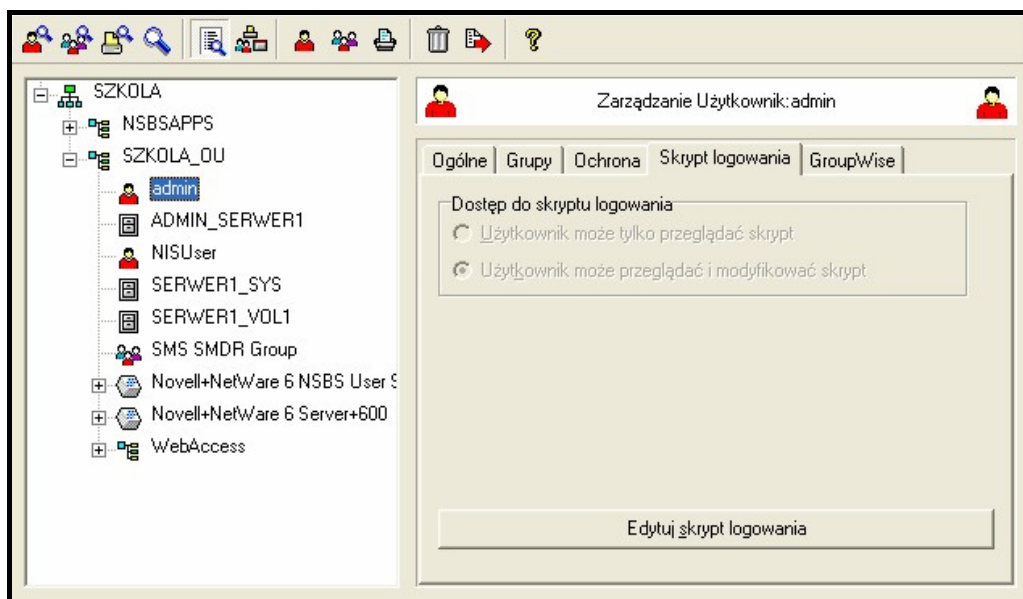 SZKOLA
NSBSAPPS
SZKOLA_OU
admin
ADMIN_SERWER1
NISUser
SERWER1_SYS
SERWER1_VOL1
SMS SMDR Group
Novell+NetWare 6 NSBS User S
Novell+NetWare 6 Server+600
WebAccess
Zarządzanie Użytkownik:admin
Ogólne Grupy Ochrona Skrypt logowania GroupWise
Dostęp do skryptu logowania
Użytkownik może tylko przeglądać skrypt
Użytkownik może przeglądać i modyfikować skrypt
Edytuj skrypt logowania